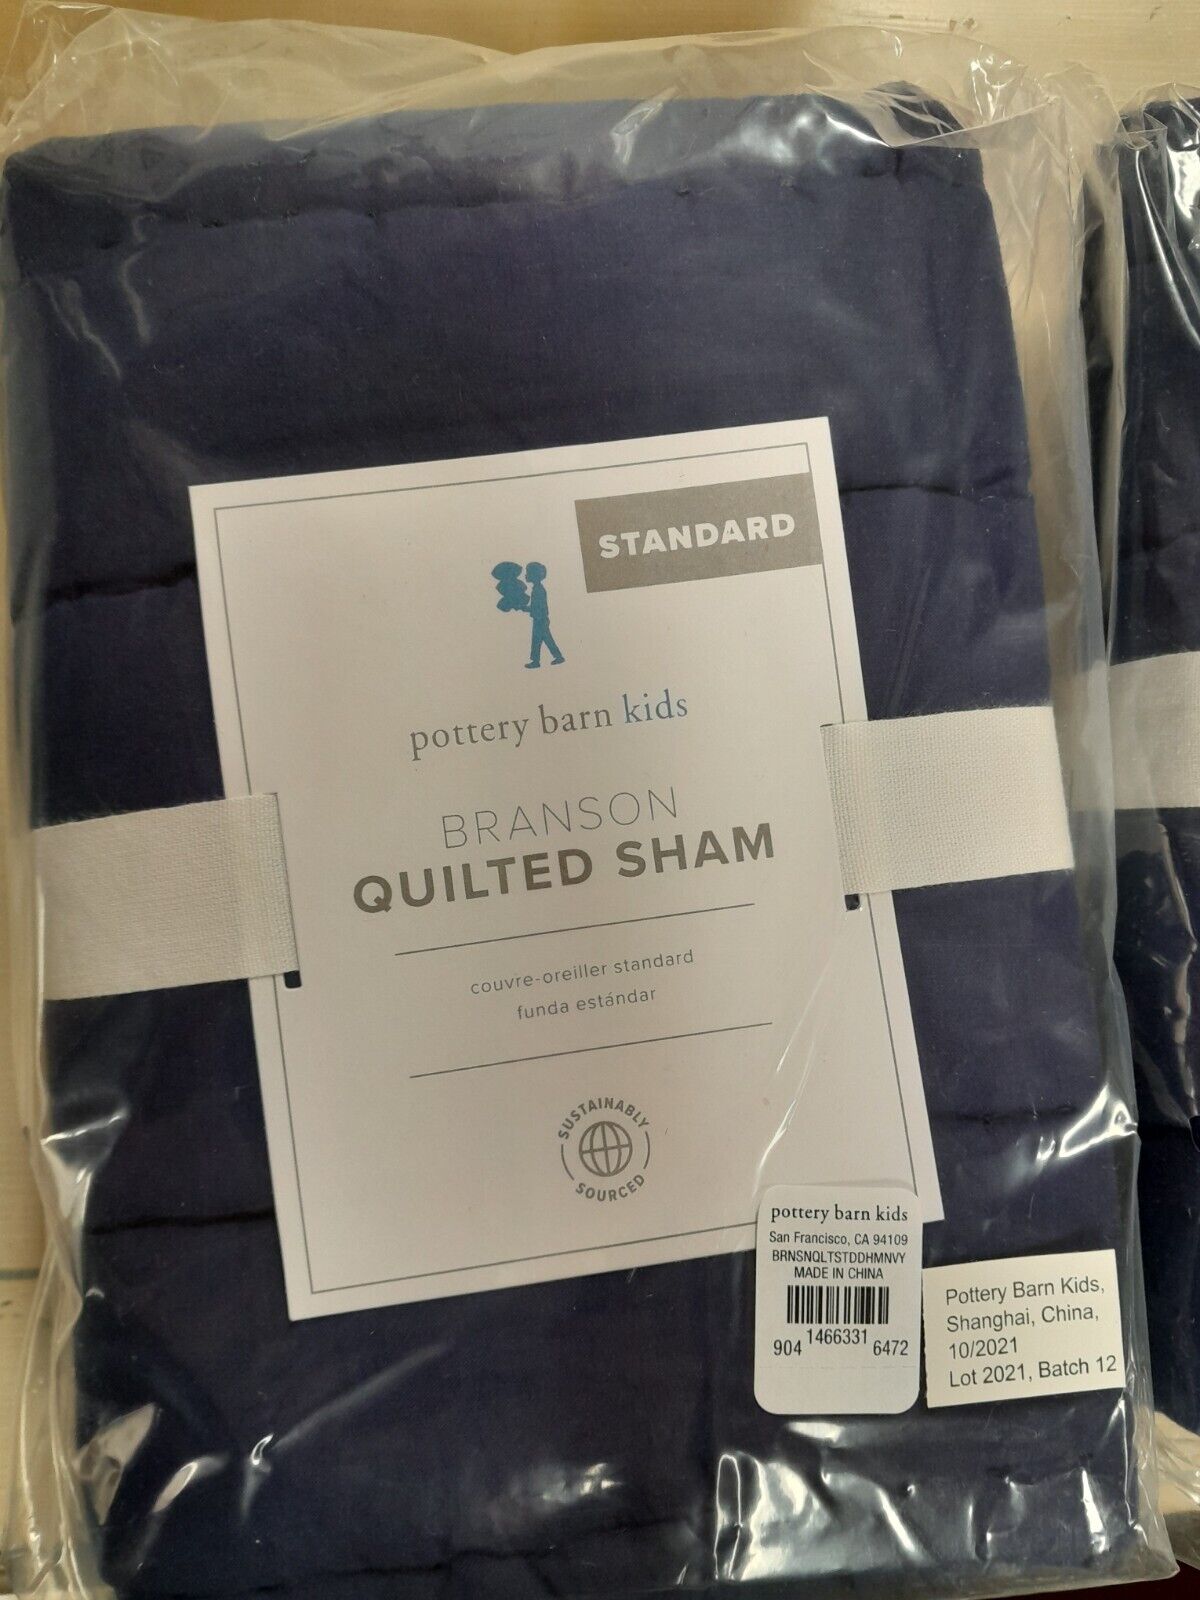 STANDARD
pottery barn kids
BRANSON
QUILTED SHAM
couvre-oreiller standard
funda estándar
SUSTAINABLY
SOURCED
pottery barn kids
San Francisco, CA 94109
BRNSNQLTSTDDHMNVY
MADE IN CHINA
904 1466331 6472
Pottery Barn Kids,
Shanghai, China,
10/2021
Lot 2021, Batch 12